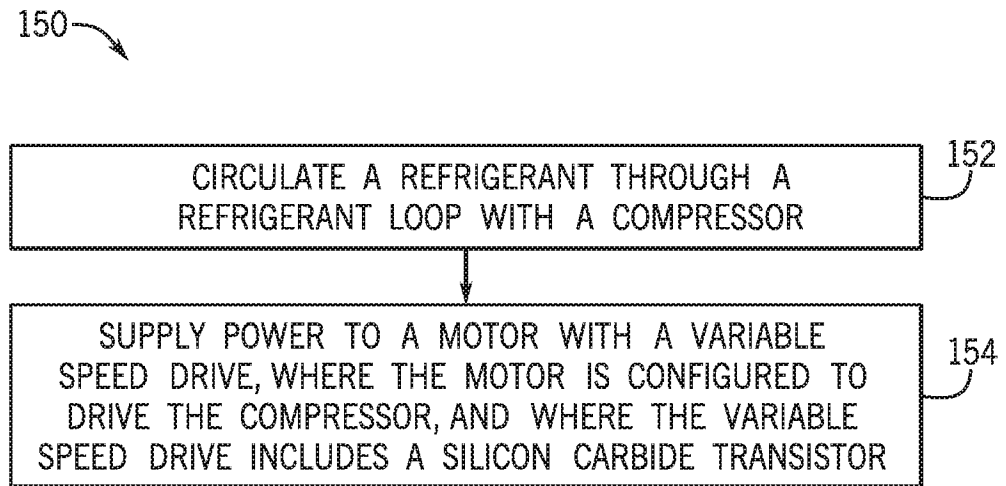 150
152
CIRCULATE A REFRIGERANT THROUGH A
REFRIGERANT LOOP WITH A COMPRESSOR
154
SUPPLY POWER TO A MOTOR WITH A VARIABLE
SPEED DRIVE, WHERE THE MOTOR IS CONFIGURED TO
DRIVE THE COMPRESSOR, AND WHERE THE VARIABLE
SPEED DRIVE INCLUDES A SILICON CARBIDE TRANSISTOR